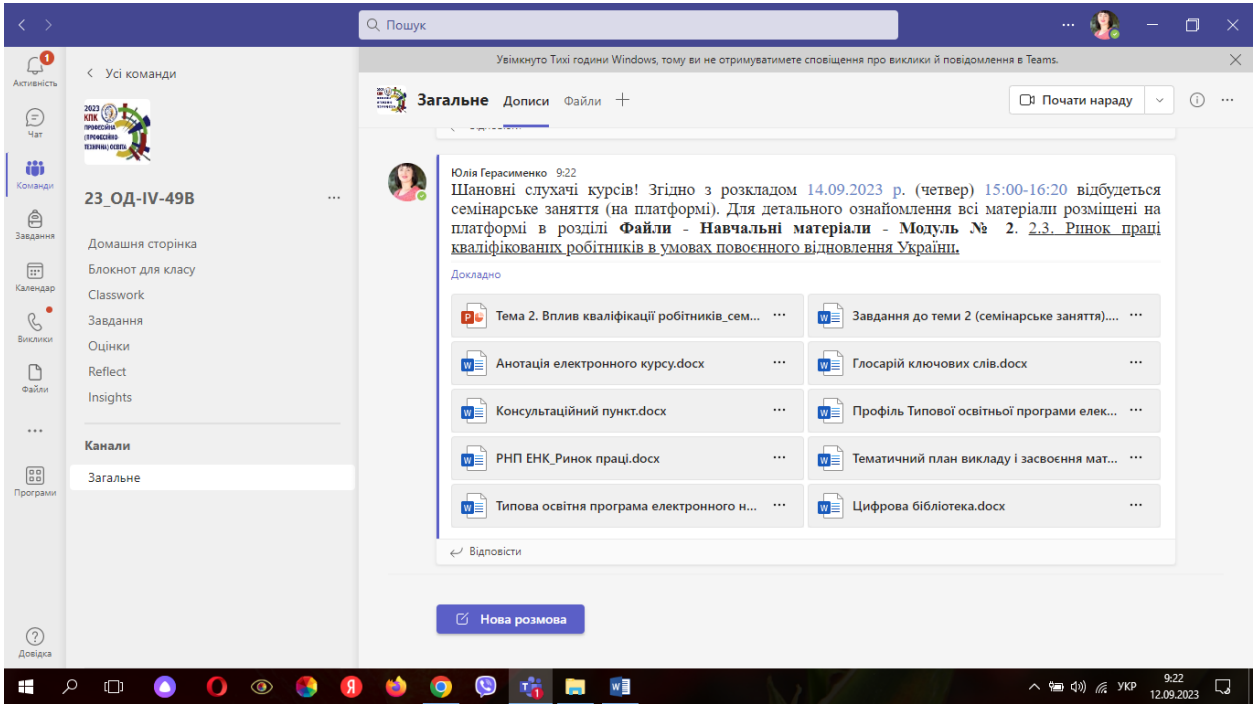 Пошук
Увімкнуто Тихі години Windows, тому ви не отримуватимете сповіщення про виклики й повідомлення в Teams.
1
Активність
Чат
Команди
Завдання
Календар
Виклики
Файли
Програми
Довідка
Усі команди
2023
КПК
ПРОФЕСІЙНА
(ПРОФЕСІЙНО-
ТЕХНІЧНА) ОСВІТА
23_ОД-IV-49В
Домашня сторінка
Блокнот для класу
Classwork
Завдання
Оцінки
Reflect
Insights
Канали
Загальне
Загальне Дописи Файли
Почати нараду
Юлія Герасименко 9:22
Шановні слухачі курсів! Згідно з розкладом 14.09.2023 р. (четвер) 15:00-16:20 відбудеться
семінарське заняття (на платформі). Для детального ознайомлення всі матеріали розміщені на
платформі в розділі Файли - Навчальні матеріали - Модуль № 2. 2.3. Ринок праці
кваліфікованих робітників в умовах повоєнного відновлення України.
Докладно
Тема 2. Вплив кваліфікації робітників_сем...
Завдання до теми 2 (семінарське заняття)....
Анотація електронного курсу.docx
Глосарій ключових слів.docx
Консультаційний пункт.docx
Профіль Типової освітньої програми елек...
РНП ЕНК_Ринок праці.docx
Тематичний план викладу і засвоєння мат...
Типова освітня програма електронного н...
Цифрова бібліотека.docx
Відповісти
Нова розмова
УКР
9:22
12.09.2023